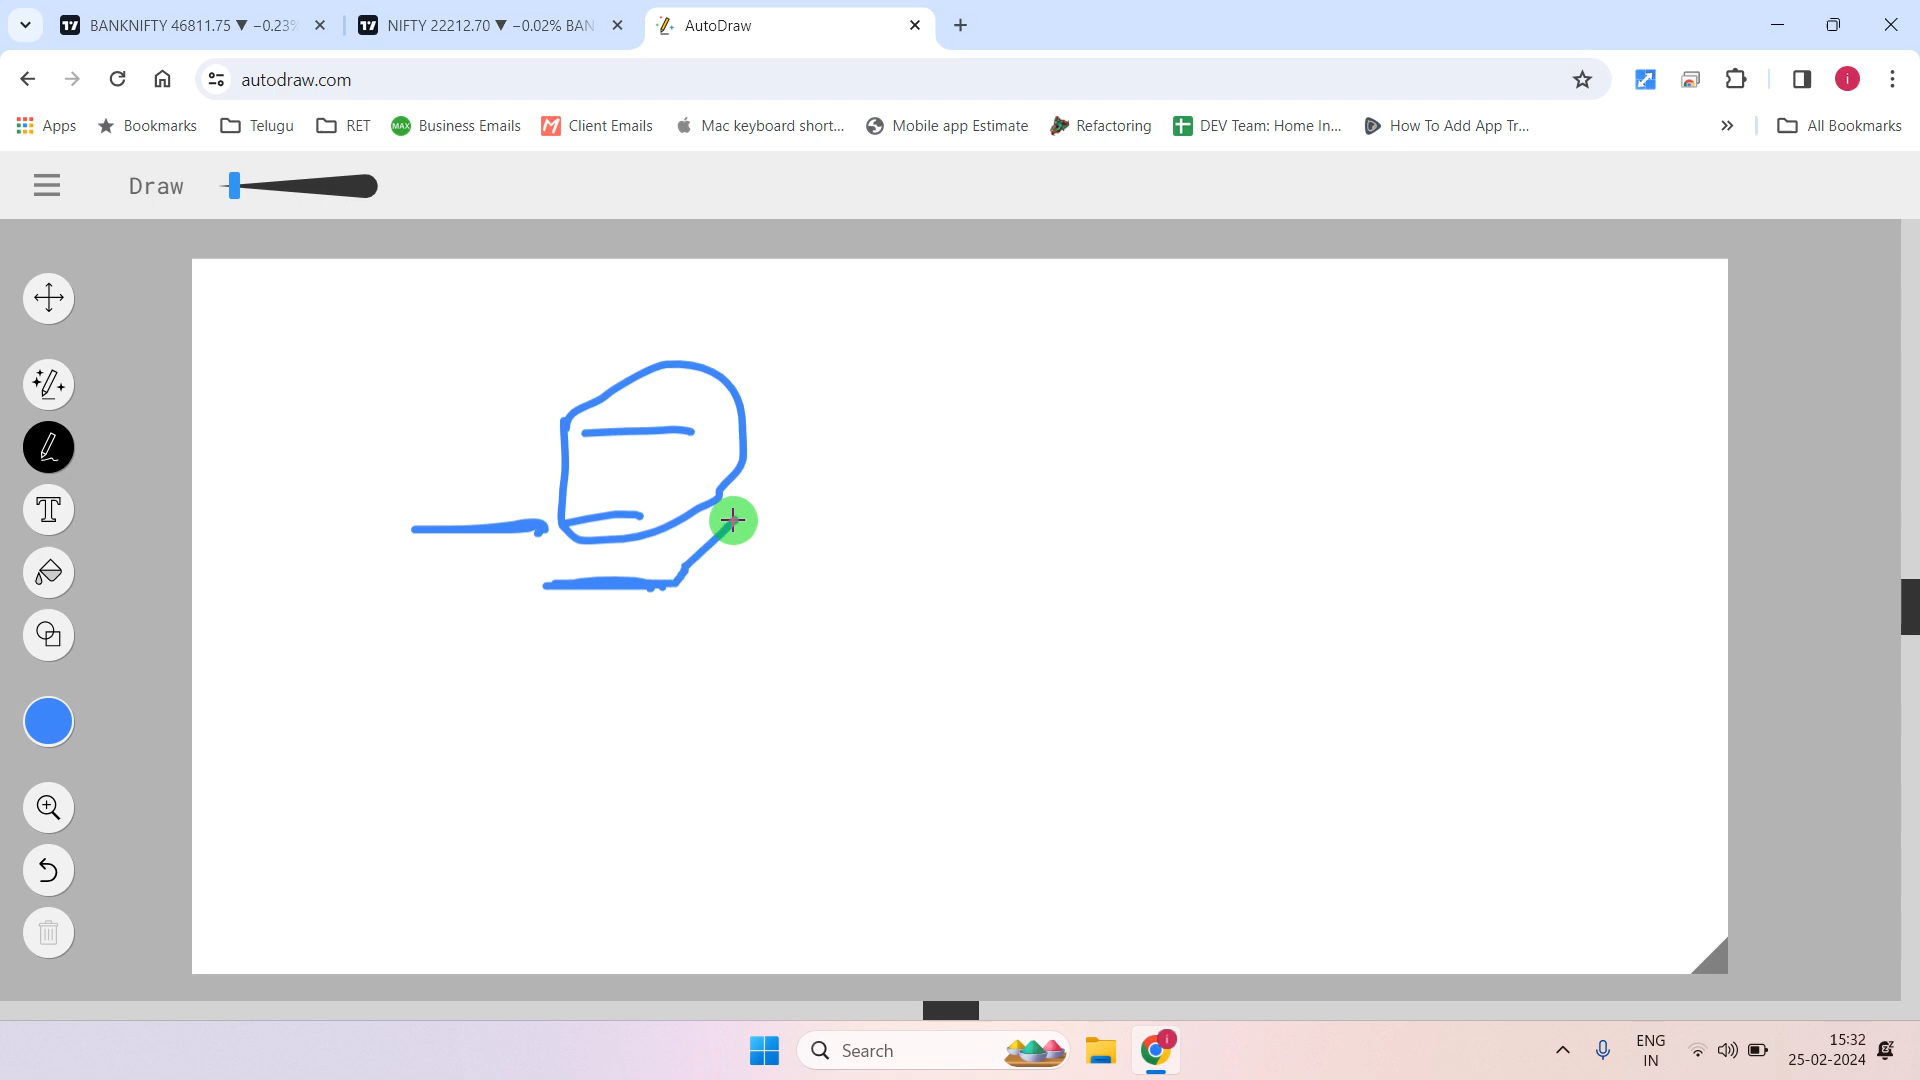 BANKNIFTY 46811.75 ▼ −0.23%
NIFTY 22212.70 ▼ −0.02% BAN
AutoDraw
autodraw.com
i
Apps
Bookmarks
Telugu
RET
MAX
Business Emails
Client Emails
Mac keyboard short...
Mobile app Estimate
Refactoring
DEV Team: Home In...
How To Add App Tr...
All Bookmarks
Draw
T
Search
i
ENG
IN
15:32
25-02-2024